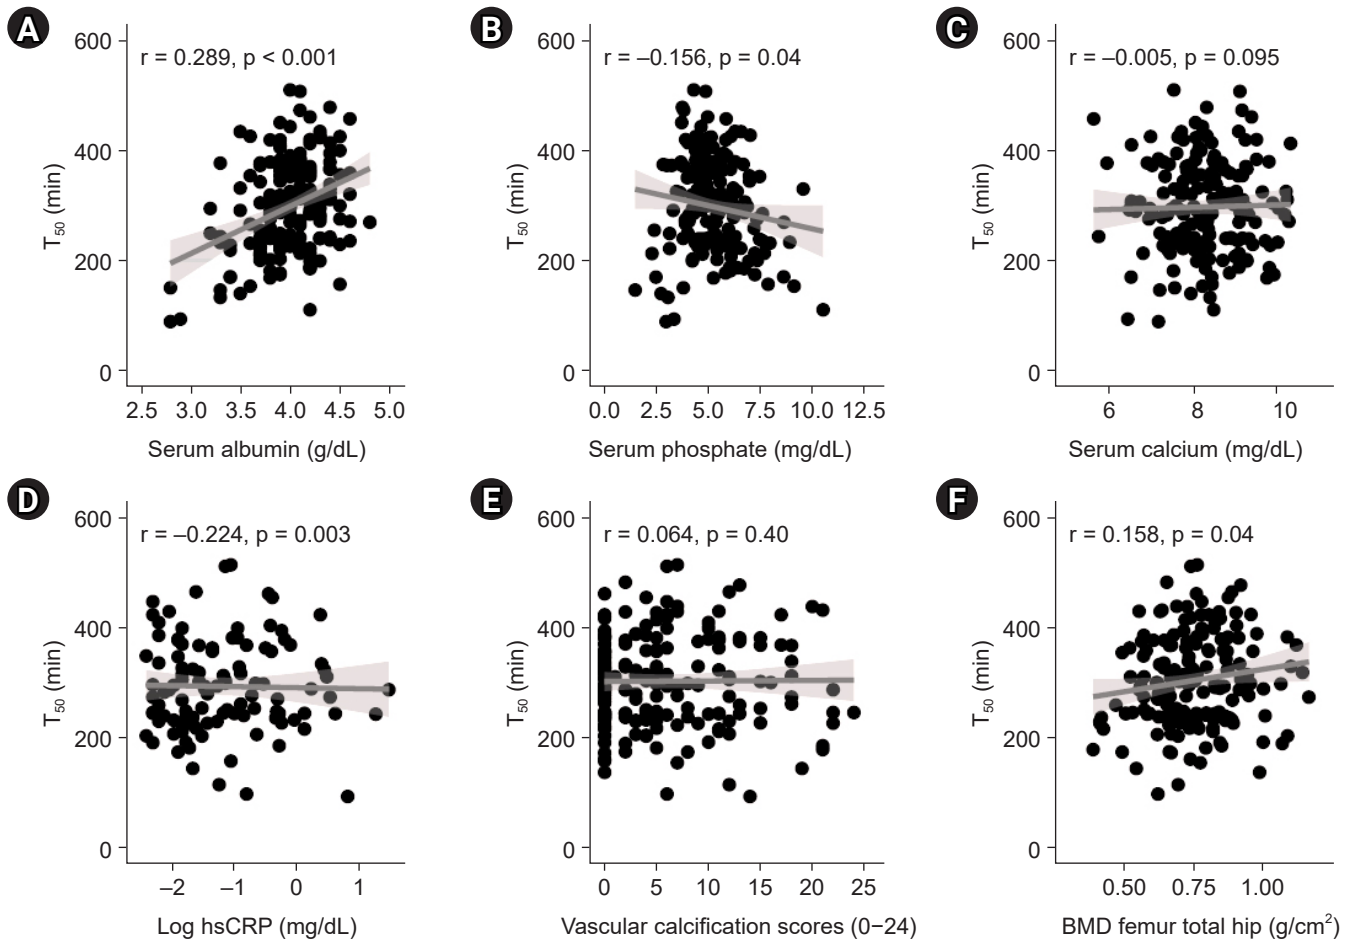 A
B
C
r = 0.289, p < 0.001
r = –0.156, p = 0.04
r = –0.005, p = 0.095
600
400
200
0
T50 (min)
2.5 3.0 3.5 4.0 4.5 5.0
Serum albumin (g/dL)
600
400
200
0
T50 (min)
0.0 2.5 5.0 7.5 10.0 12.5
Serum phosphate (mg/dL)
600
400
200
0
T50 (min)
6 8 10
Serum calcium (mg/dL)
D
E
F
r = –0.224, p = 0.003
r = 0.064, p = 0.40
r = 0.158, p = 0.04
600
400
200
0
T50 (min)
–2 –1 0 1
Log hsCRP (mg/dL)
600
400
200
0
T50 (min)
0 5 10 15 20 25
Vascular calcification scores (0−24)
600
400
200
0
T50 (min)
0.50 0.75 1.00
BMD femur total hip (g/cm²)